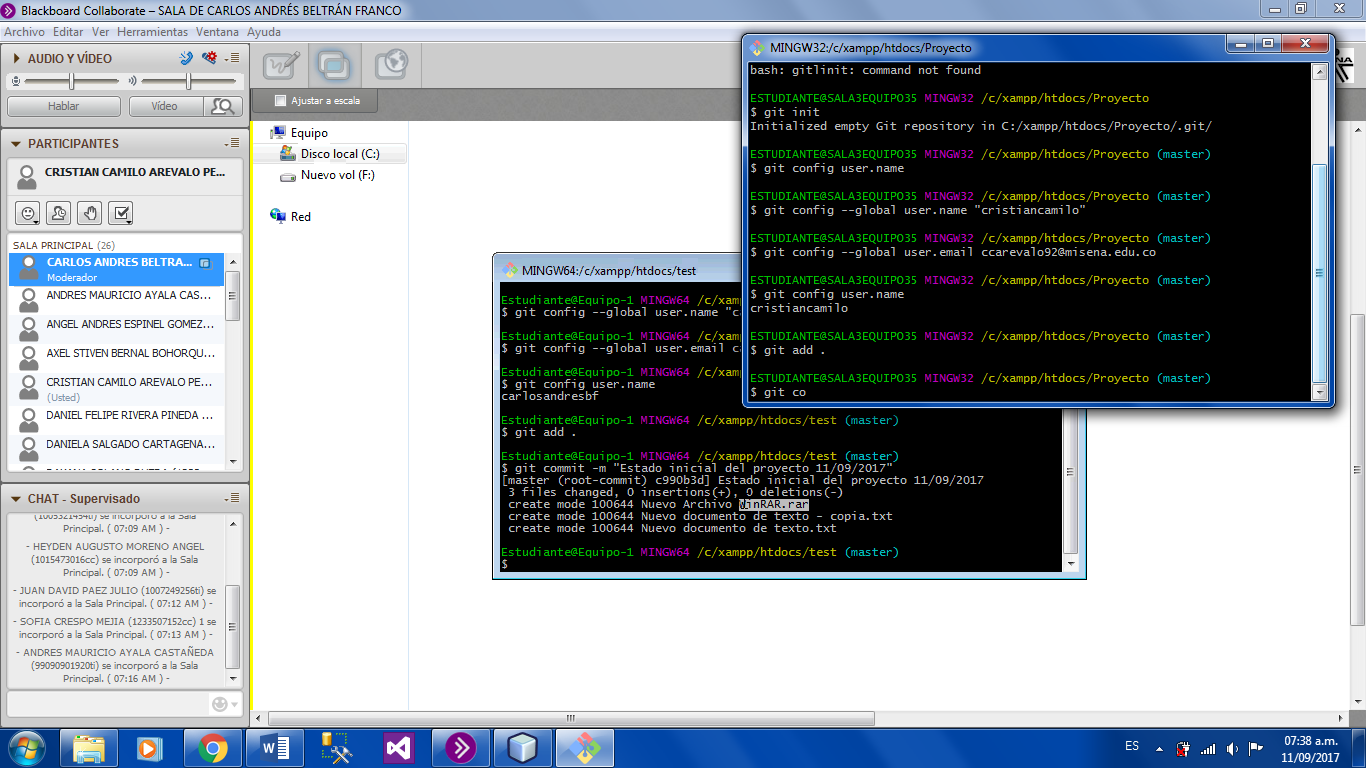 Blackboard Collaborate – SALA DE CARLOS ANDRÉS BELTRÁN FRANCO
Archivo Editar Ver Herramientas Ventana Ayuda
AUDIO Y VÍDEO
Hablar
Vídeo
PARTICIPANTES
CRISTIAN CAMILO AREVALO PE...
SALA PRINCIPAL (26)
CARLOS ANDRES BELTRA...
Moderador
ANDRES MAURICIO AYALA CAS...
ANGEL ANDRES ESPINEL GOMEZ...
AXEL STIVEN BERNAL BOHORQU...
CRISTIAN CAMILO AREVALO PE...
(Usted)
DANIEL FELIPE RIVERA PINEDA ...
DANIELA SALGADO CARTAGENA...
CHAT - Supervisado
incorporó a la Sala
Principal. ( 07:09 AM ) -
- HEYDEN AUGUSTO MORENO ANGEL
(1015473016cc) se incorporó a la Sala
Principal. ( 07:09 AM ) -
- JUAN DAVID PAEZ JULIO (1007249256ti) se
incorporó a la Sala Principal. ( 07:12 AM ) -
- SOFIA CRESPO MEJIA (1233507152cc) 1 se
incorporó a la Sala Principal. ( 07:13 AM ) -
- ANDRES MAURICIO AYALA CASTAÑEDA
(99090901920ti) se incorporó a la Sala
Principal. ( 07:16 AM ) -
Ajustar a escala
Equipo
Disco local (C:)
Nuevo vol (F:)
Red
MINGW64:/c/xampp/htdocs/test
Estudiante@Equipo-1 MINGW64 /c/xamp
$ git config --global user.name "c
Estudiante@Equipo-1 MINGW64 /c/xamp
$ git config --global user.email c
Estudiante@Equipo-1 MINGW64 /c/xamp
$ git config user.name
carlosandresbf
Estudiante@Equipo-1 MINGW64 /c/xampp/htdocs/test (master)
$ git add .
Estudiante@Equipo-1 MINGW64 /c/xampp/htdocs/test (master)
$ git commit -m "Estado inicial del proyecto 11/09/2017"
[master (root-commit) c990b3d] Estado inicial del proyecto 11/09/2017
3 files changed, 0 insertions(+), 0 deletions(-)
create mode 100644 Nuevo Archivo WinRAR.rar
create mode 100644 Nuevo documento de texto - copia.txt
create mode 100644 Nuevo documento de texto.txt
Estudiante@Equipo-1 MINGW64 /c/xampp/htdocs/test (master)
$
MINGW32:/c/xampp/htdocs/Proyecto
bash: gitlinit: command not found
ESTUDIANTE@SALA3EQUIPO35 MINGW32 /c/xampp/htdocs/Proyecto
$ git init
Initialized empty Git repository in C:/xampp/htdocs/Proyecto/.git/
ESTUDIANTE@SALA3EQUIPO35 MINGW32 /c/xampp/htdocs/Proyecto (master)
$ git config user.name
ESTUDIANTE@SALA3EQUIPO35 MINGW32 /c/xampp/htdocs/Proyecto (master)
$ git config --global user.name "cristiancamilo"
ESTUDIANTE@SALA3EQUIPO35 MINGW32 /c/xampp/htdocs/Proyecto (master)
$ git config --global user.email ccarevalo92@misena.edu.co
ESTUDIANTE@SALA3EQUIPO35 MINGW32 /c/xampp/htdocs/Proyecto (master)
$ git config user.name
cristiancamilo
ESTUDIANTE@SALA3EQUIPO35 MINGW32 /c/xampp/htdocs/Proyecto (master)
$ git add .
ESTUDIANTE@SALA3EQUIPO35 MINGW32 /c/xampp/htdocs/Proyecto (master)
$ git co
ES
07:38 a.m.
11/09/2017